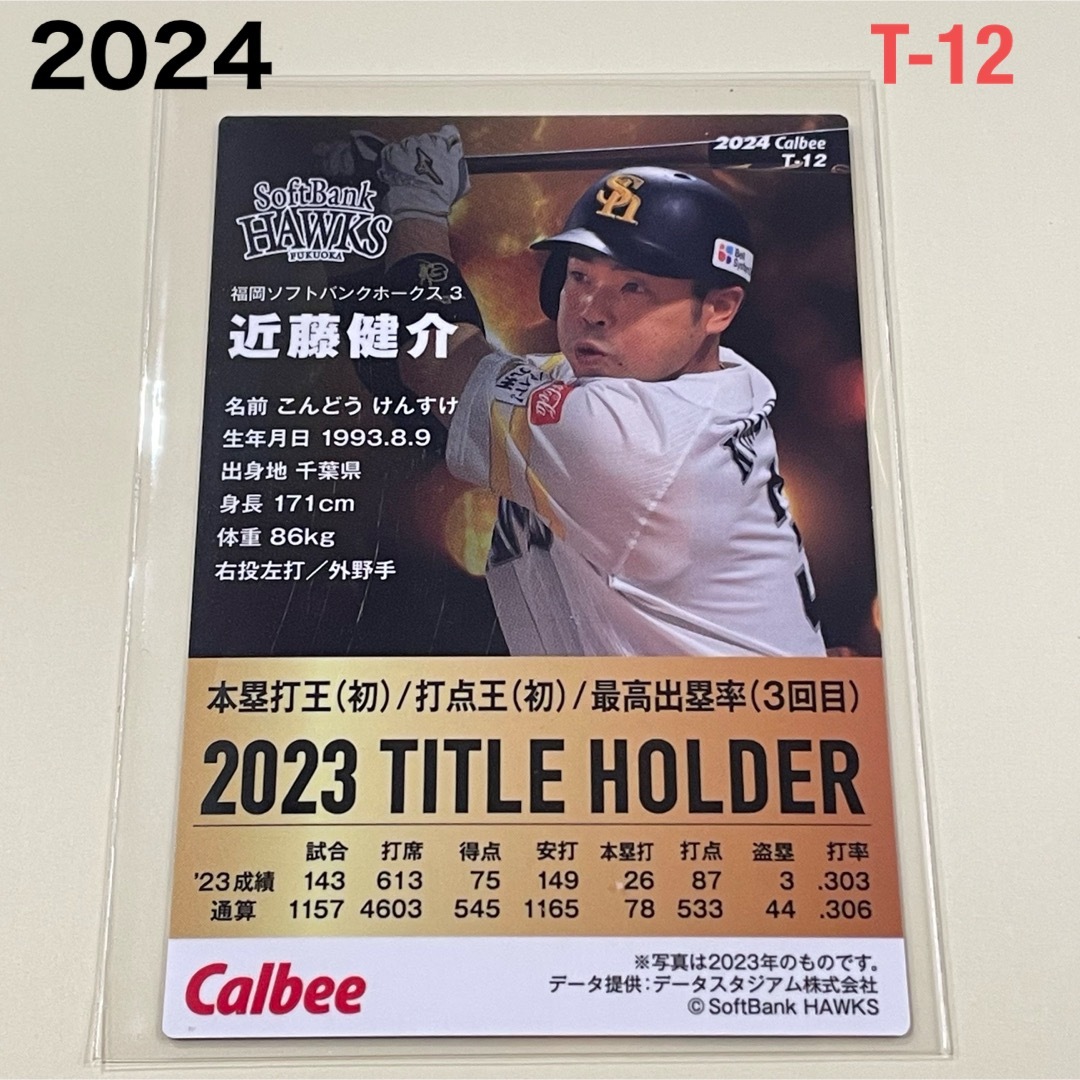 2024
T-12
2024 Calbee
T-12
SoftBank
HAWKS
FUKUOKA
福岡ソフトバンクホークス 3
近藤健介
名前 こんどう けんすけ
生年月日 1993.8.9
出身地 千葉県
身長 171cm
体重 86kg
右投左打／外野手
本塁打王(初)/打点王(初)/最高出塁率(3回目)
2023 TITLE HOLDER
試合 打席 得点 安打 本塁打 打点 盗塁 打率
'23成績 143 613 75 149 26 87 3 .303
通算 1157 4603 545 1165 78 533 44 .306
Calbee
※写真は2023年のものです。
データ提供：データスタジアム株式会社
© SoftBank HAWKS